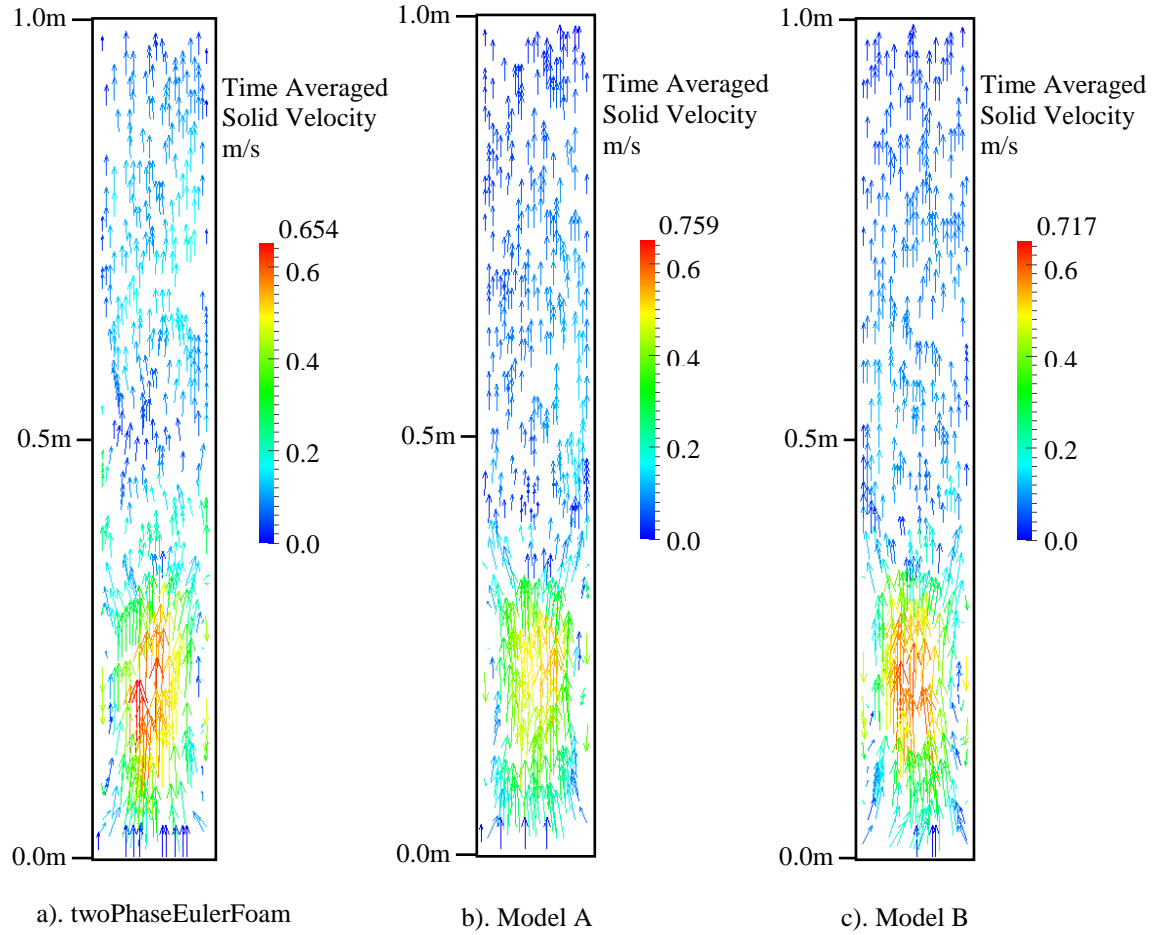 1.0m
Time Averaged
Solid Velocity
m/s
0.654
0.6
0.4
0.2
0.0
0.5m
0.0m
a). twoPhaseEulerFoam
1.0m
Time Averaged
Solid Velocity
m/s
0.759
0.6
0.4
0.2
0.0
0.5m
0.0m
b). Model A
1.0m
Time Averaged
Solid Velocity
m/s
0.717
0.6
0.4
0.2
0.0
0.5m
0.0m
c). Model B